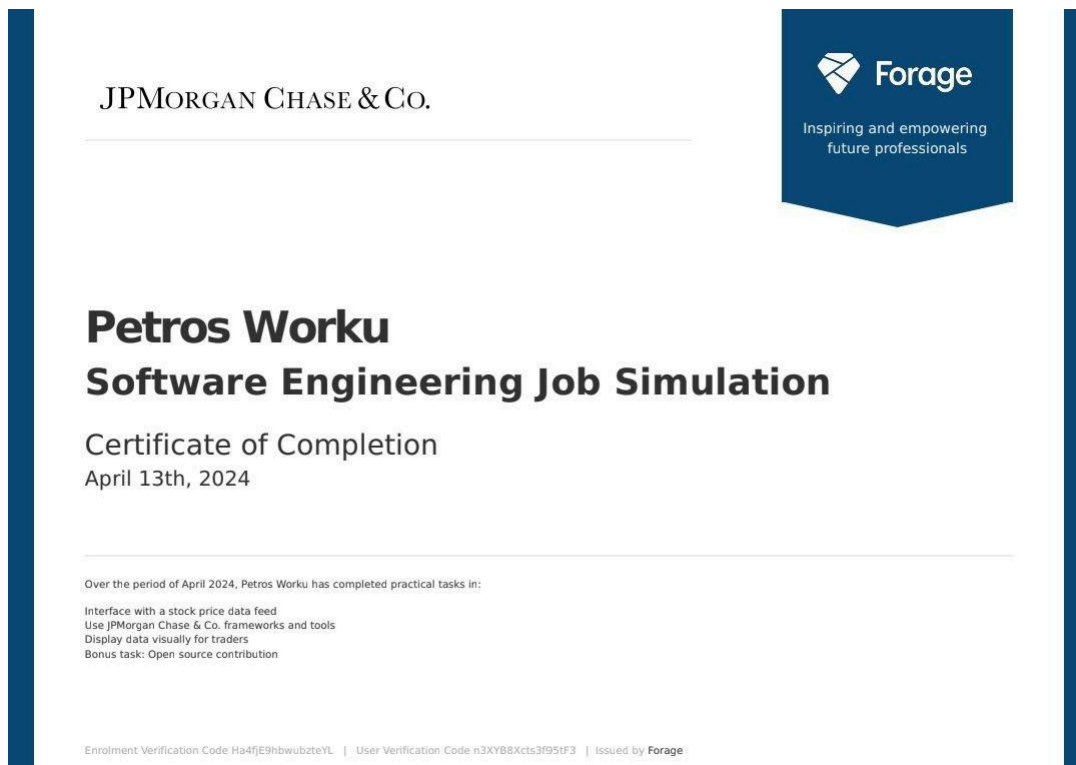 JPMORGAN CHASE & CO.
Forage
Inspiring and empowering
future professionals
Petros Worku
Software Engineering Job Simulation
Certificate of Completion
April 13th, 2024
Over the period of April 2024, Petros Worku has completed practical tasks in:
Interface with a stock price data feed
Use JPMorgan Chase & Co. frameworks and tools
Display data visually for traders
Bonus task: Open source contribution
Enrolment Verification Code Ha4fjE9hbwubzteYL | User Verification Code n3XYB8Xcts3f95tF3 | Issued by Forage